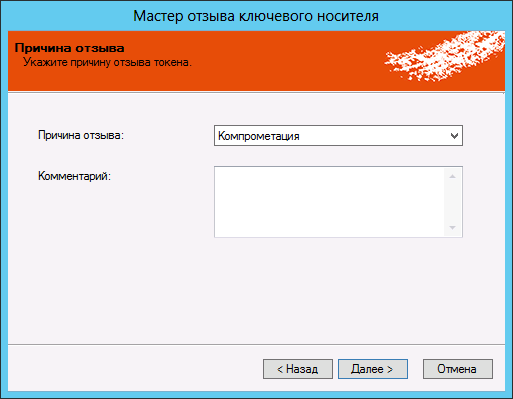 Мастер отзыва ключевого носителя
Причина отзыва
Укажите причину отзыва токена.
Причина отзыва: Компрометация
Комментарий:
< Назад Далее > Отмена